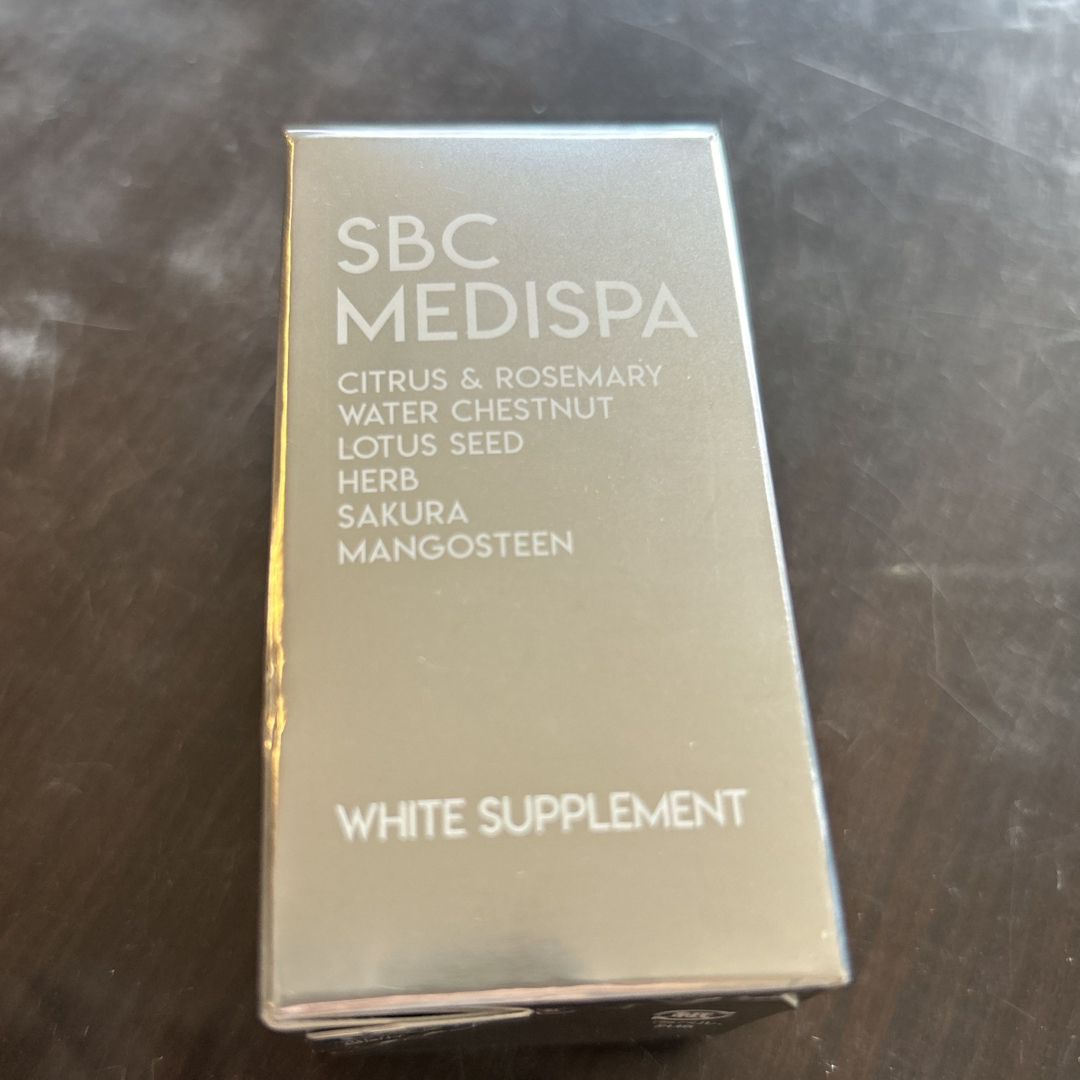 SBC
MEDISPA
CITRUS & ROSEMARY
WATER CHESTNUT
LOTUS SEED
HERB
SAKURA
MANGOSTEEN
WHITE SUPPLEMENT